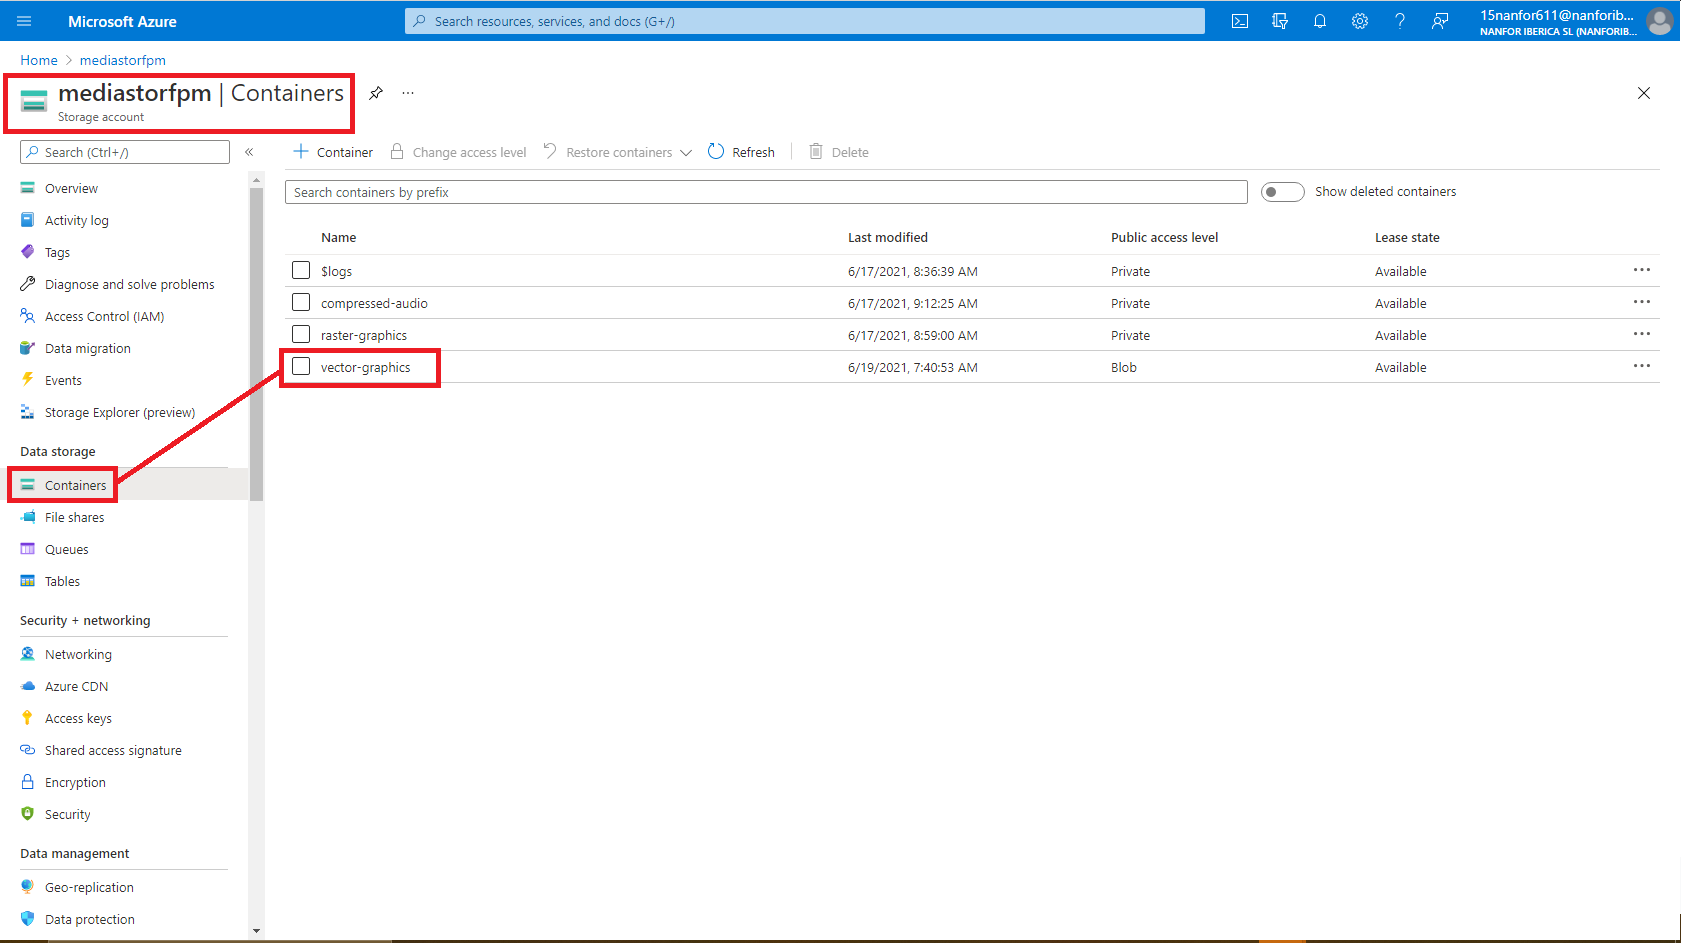 Microsoft Azure
Search resources, services, and docs (G+/)
15nanfor611@nanforib...
NANFOR IBERICA SL (NANFORIB...
Home > mediastorfpm
mediastorfpm | Containers
Storage account
Search (Ctrl+/)
Overview
Activity log
Tags
Diagnose and solve problems
Access Control (IAM)
Data migration
Events
Storage Explorer (preview)
Data storage
Containers
File shares
Queues
Tables
Security + networking
Networking
Azure CDN
Access keys
Shared access signature
Encryption
Security
Data management
Geo-replication
Data protection
Container Change access level Restore containers Refresh Delete
Search containers by prefix
Show deleted containers
Name Last modified Public access level Lease state
$logs 6/17/2021, 8:36:39 AM Private Available
compressed-audio 6/17/2021, 9:12:25 AM Private Available
raster-graphics 6/17/2021, 8:59:00 AM Private Available
vector-graphics 6/19/2021, 7:40:53 AM Blob Available